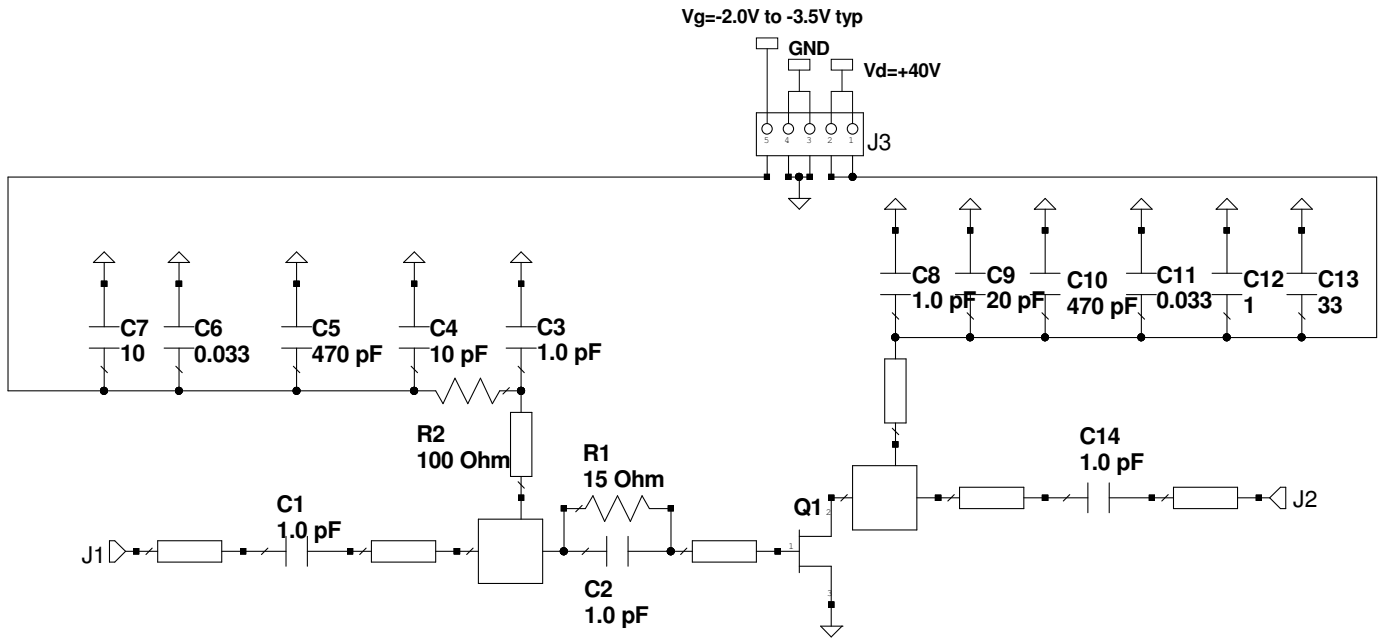 Vg=-2.0V to -3.5V typ
GND
Vd=+40V
5 4 3 2 1
J3
C8
1.0 pF
C9
20 pF
C10
470 pF
C11
0.033
C12
1
C13
33
C7
10
C6
0.033
C5
470 pF
C4
10 pF
C3
1.0 pF
R2
100 Ohm
R1
15 Ohm
C14
1.0 pF
C1
1.0 pF
Q1
2
J2
J1
1
C2
1.0 pF
3